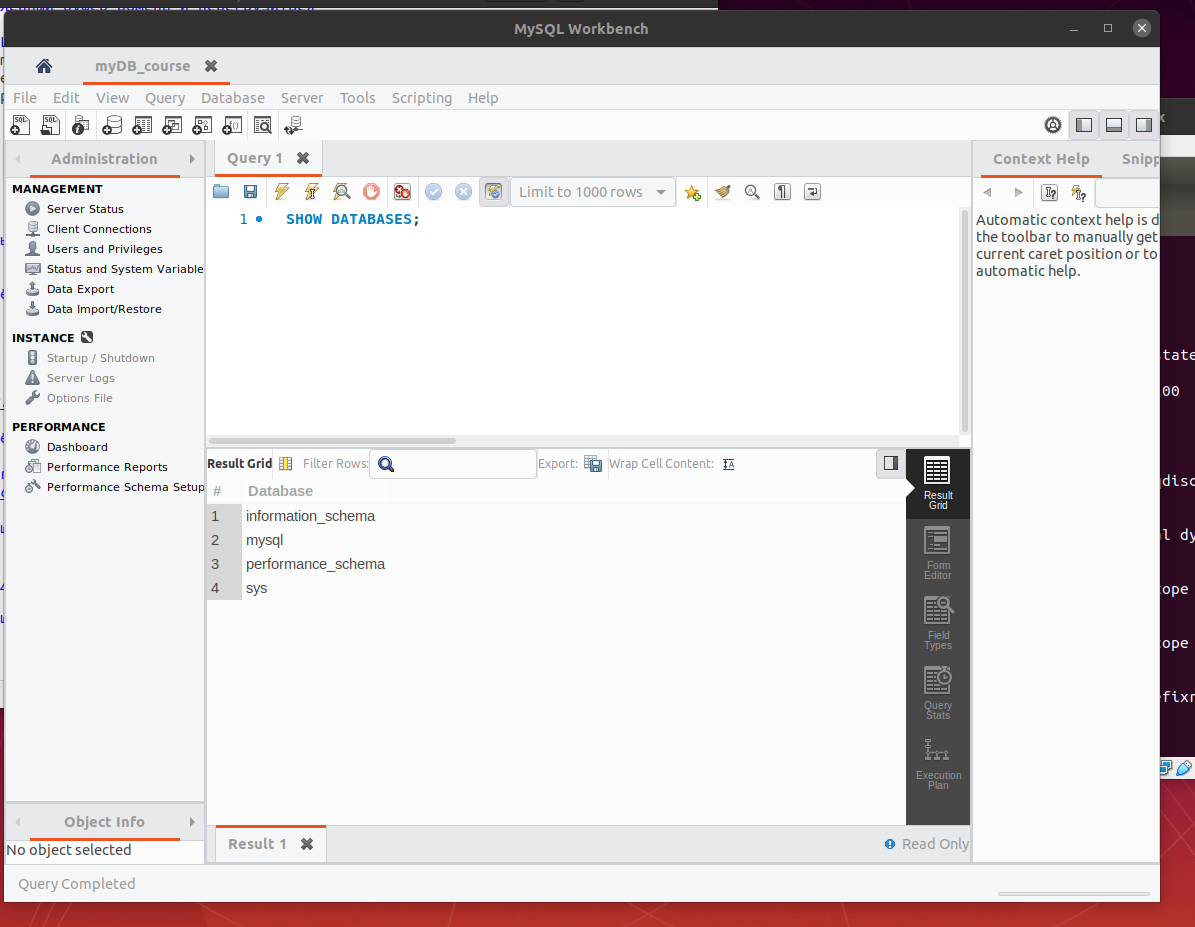 MySQL Workbench
myDB_course
File Edit View Query Database Server Tools Scripting Help
Administration
Query 1
Context Help
Snipp
MANAGEMENT
Server Status
Client Connections
Users and Privileges
Status and System Variable
Data Export
Data Import/Restore
INSTANCE
Startup / Shutdown
Server Logs
Options File
PERFORMANCE
Dashboard
Performance Reports
Performance Schema Setup
Object Info
No object selected
Limit to 1000 rows
1 SHOW DATABASES;
Automatic context help is d
the toolbar to manually get
current caret position or to
automatic help.
Result Grid Filter Rows: Export: Wrap Cell Content:
# Database
1 information_schema
2 mysql
3 performance_schema
4 sys
Result
Grid
Form
Editor
Field
Types
Query
Stats
Execution
Plan
Result 1
Read Only
Query Completed
tate
00
disc
l dy
ope
ope
efixr